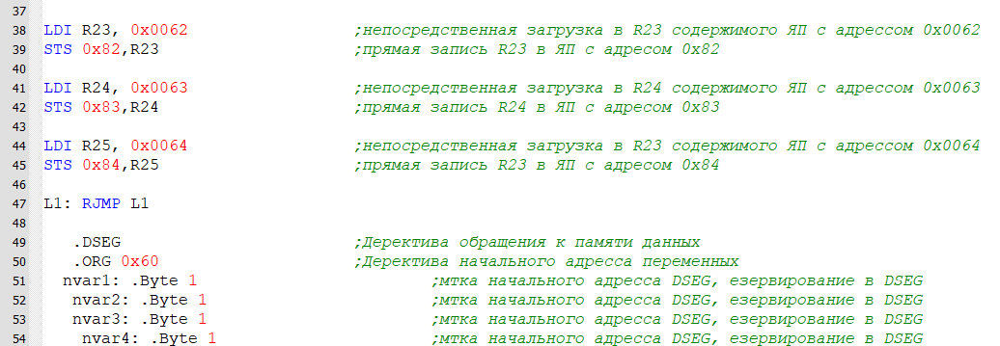 37
38 LDI R23, 0x0062 ;непосредственная загрузка в R23 содержимого ЯП с адрессом 0x0062
39 STS 0x82,R23 ;прямая запись R23 в ЯП с адресом 0x82
40
41 LDI R24, 0x0063 ;непосредственная загрузка в R24 содержимого ЯП с адрессом 0x0063
42 STS 0x83,R24 ;прямая запись R24 в ЯП с адресом 0x83
43
44 LDI R25, 0x0064 ;непосредственная загрузка в R23 содержимого ЯП с адрессом 0x0064
45 STS 0x84,R25 ;прямая запись R23 в ЯП с адресом 0x84
46
47 L1: RJMP L1
48
49 .DSEG ;Деректива обращения к памяти данных
50 .ORG 0x60 ;Деректива начального адресса переменных
51 nvar1: .Byte 1 ;мтка начального адресса DSEG, езервирование в DSEG
52 nvar2: .Byte 1 ;мтка начального адресса DSEG, езервирование в DSEG
53 nvar3: .Byte 1 ;мтка начального адресса DSEG, езервирование в DSEG
54 nvar4: .Byte 1 ;мтка начального адресса DSEG, езервирование в DSEG